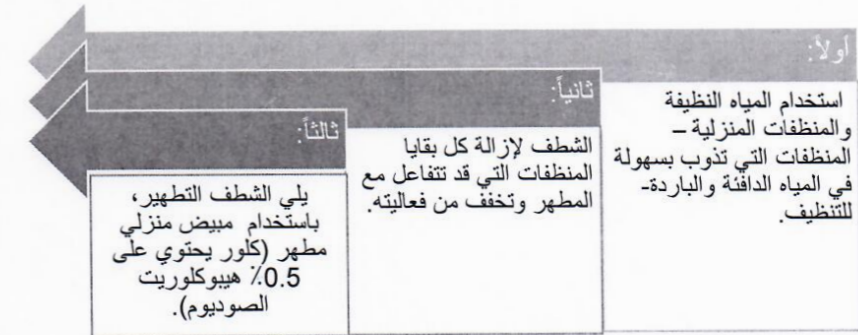 أولاً:
استخدام المياه النظيفة
والمنظفات المنزلية –
المنظفات التي تذوب بسهولة
في المياه الدافئة والباردة-
للتنظيف.
ثانياً:
الشطف لإزالة كل بقايا
المنظفات التي قد تتفاعل مع
المطهر وتخفف من فعاليته.
ثالثاً:
يلي الشطف التطهير،
باستخدام مبيض منزلي
مطهر (كلور يحتوي على
0.5٪ هيبوكلوريت
الصوديوم).